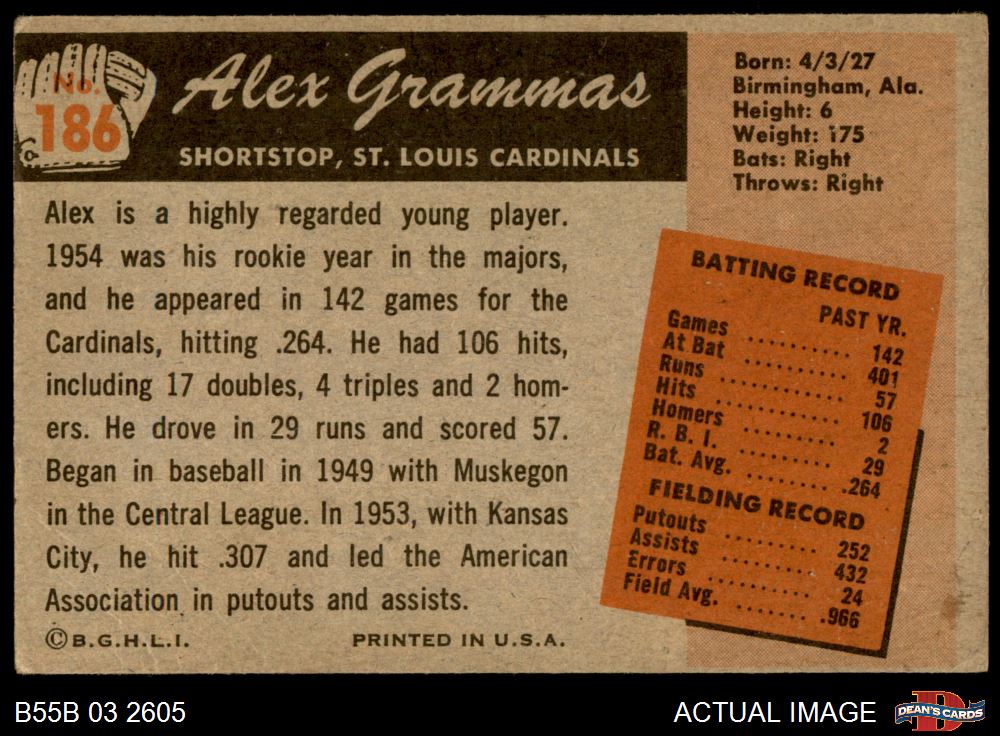 No.
186
Alex Grammas
SHORTSTOP, ST. LOUIS CARDINALS
Born: 4/3/27
Birmingham, Ala.
Height: 6
Weight: 175
Bats: Right
Throws: Right
Alex is a highly regarded young player.
1954 was his rookie year in the majors,
and he appeared in 142 games for the
Cardinals, hitting .264. He had 106 hits,
including 17 doubles, 4 triples and 2 hom-
ers. He drove in 29 runs and scored 57.
Began in baseball in 1949 with Muskegon
in the Central League. In 1953, with Kansas
City, he hit .307 and led the American
Association in putouts and assists.
©B.G.H.L.I. PRINTED IN U.S.A.
BATTING RECORD
PAST YR.
Games .......... 142
At Bat .......... 401
Runs .......... 57
Hits .......... 106
Homers .......... 2
R. B. I. .......... 29
Bat. Avg. .......... .264
FIELDING RECORD
Putouts ........ 252
Assists ........ 432
Errors ........ 24
Field Avg. ....... .966
B55B 03 2605
ACTUAL IMAGE
DEAN'S CARDS